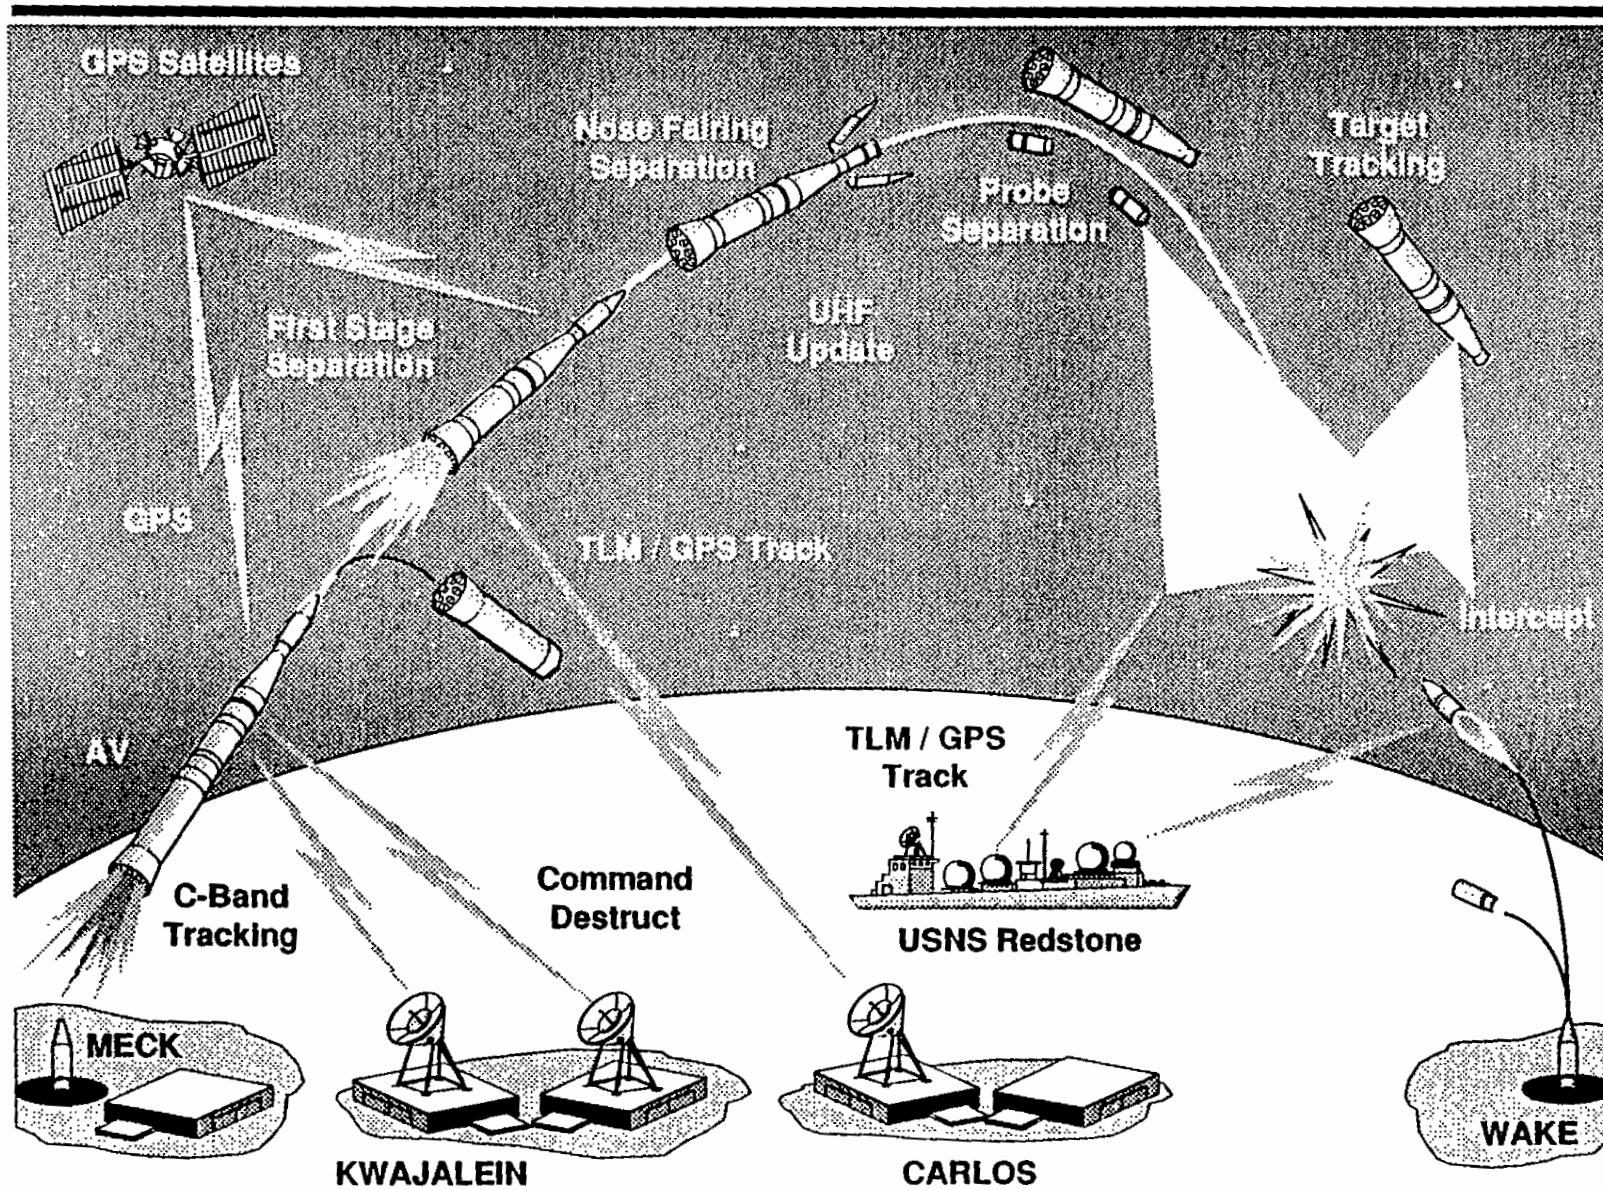 GPS Satellites
Nose Fairing
Separation
Target
Tracking
Probe
Separation
First Stage
Separation
UHF
Update
GPS
TLM / GPS Track
Intercept
AV
TLM / GPS
Track
C-Band
Tracking
Command
Destruct
USNS Redstone
MECK
KWAJALEIN
CARLOS
WAKE